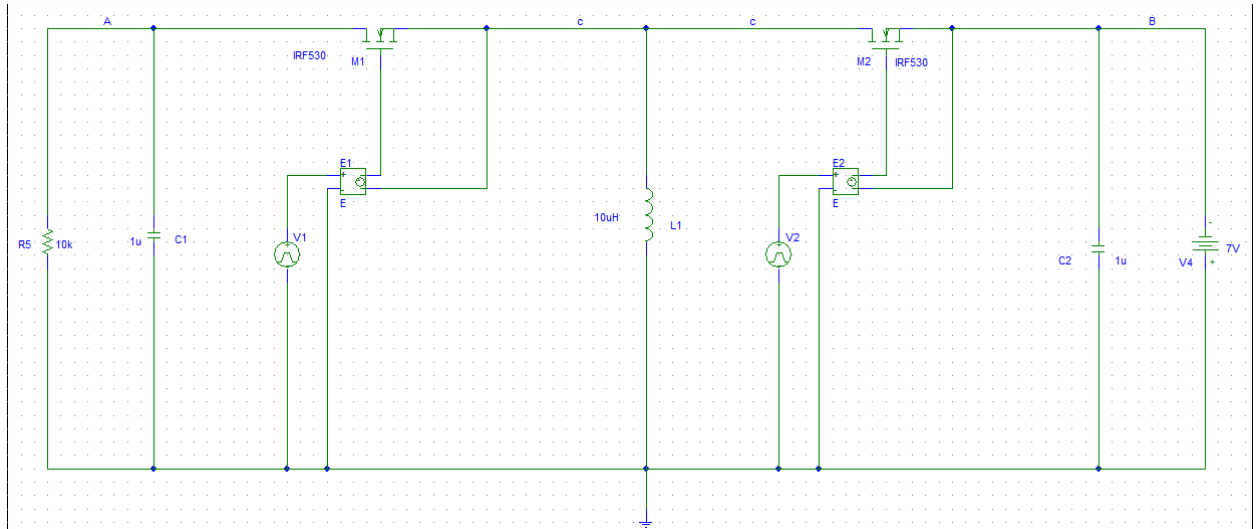 A
c
c
B
IRF530
M1
M2
IRF530
E1
+
-
E
E2
+
-
E
R5
10k
1u
C1
V1
+
10uH
L1
V2
+
C2
1u
-
7V
V4
+